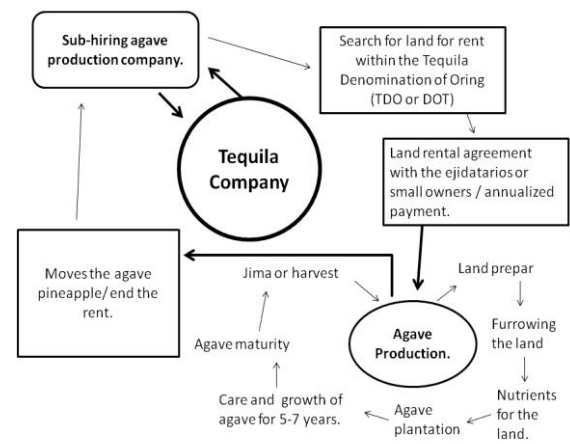 Sub-hiring agave
production company.
Search for land for rent
within the Tequila
Denomination of Oring
(TDO or DOT)
Tequila
Company
Land rental agreement
with the ejidatarios or
small owners / annualized
payment.
Moves the agave
pineapple/ end the
rent.
Jima or harvest
Land prepar
Agave
Production.
Furrowing
the land
Agave maturity
Nutrients
for the
land.
Care and growth of
agave for 5-7 years.
Agave
plantation